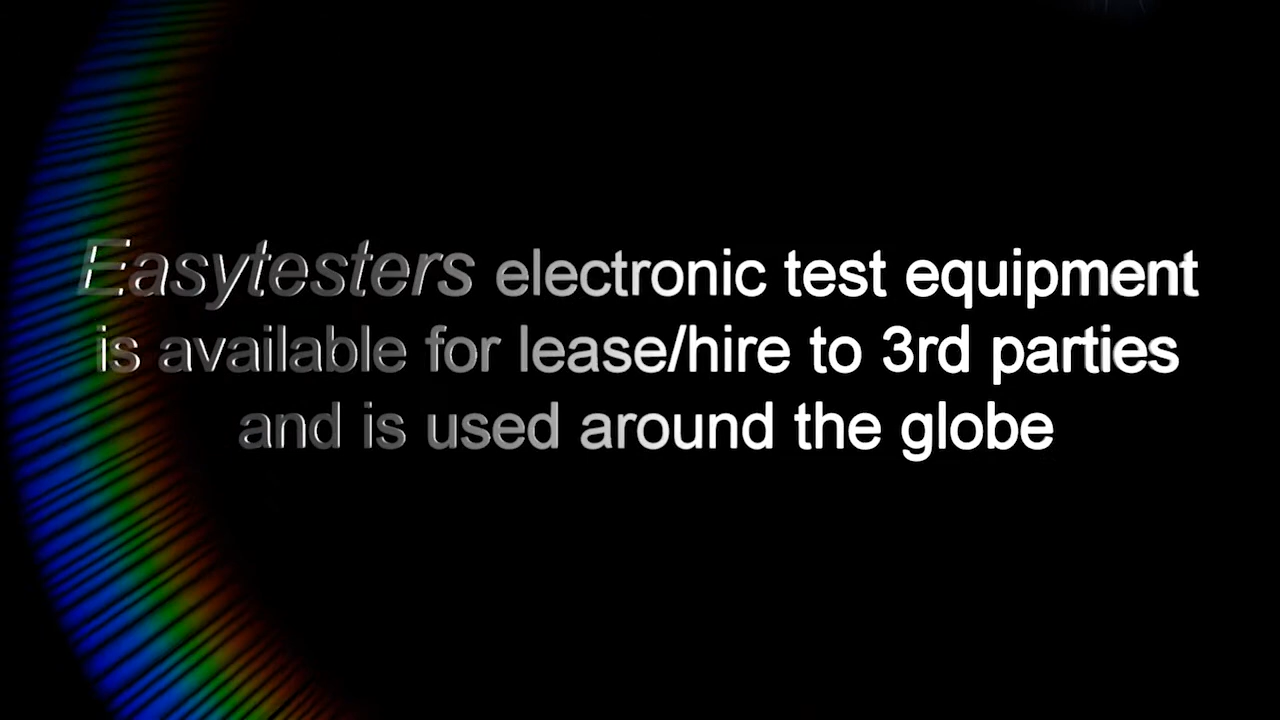 Easytesters electronic test equipment
is available for lease/hire to 3rd parties
and is used around the globe